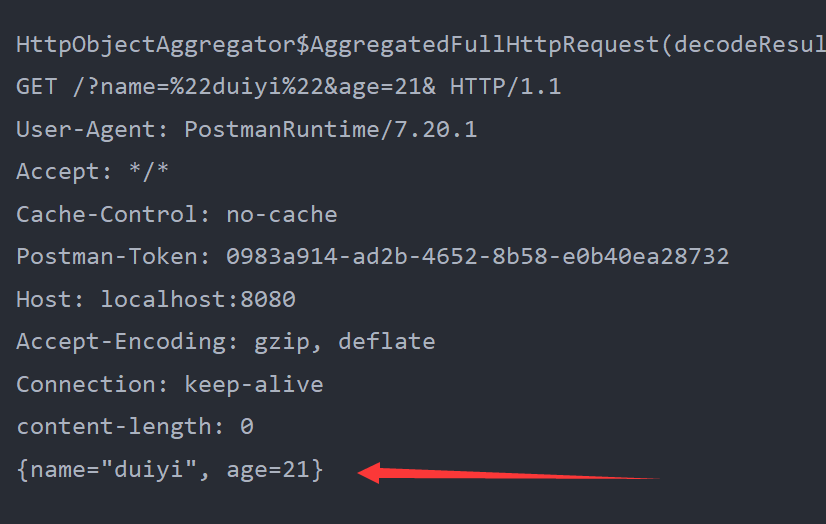 HttpObjectAggregator$AggregatedFullHttpRequest(decodeResul
GET /?name=%22duiyi%22&age=21& HTTP/1.1
User-Agent: PostmanRuntime/7.20.1
Accept: */*
Cache-Control: no-cache
Postman-Token: 0983a914-ad2b-4652-8b58-e0b40ea28732
Host: localhost:8080
Accept-Encoding: gzip, deflate
Connection: keep-alive
content-length: 0
{name="duiyi", age=21}